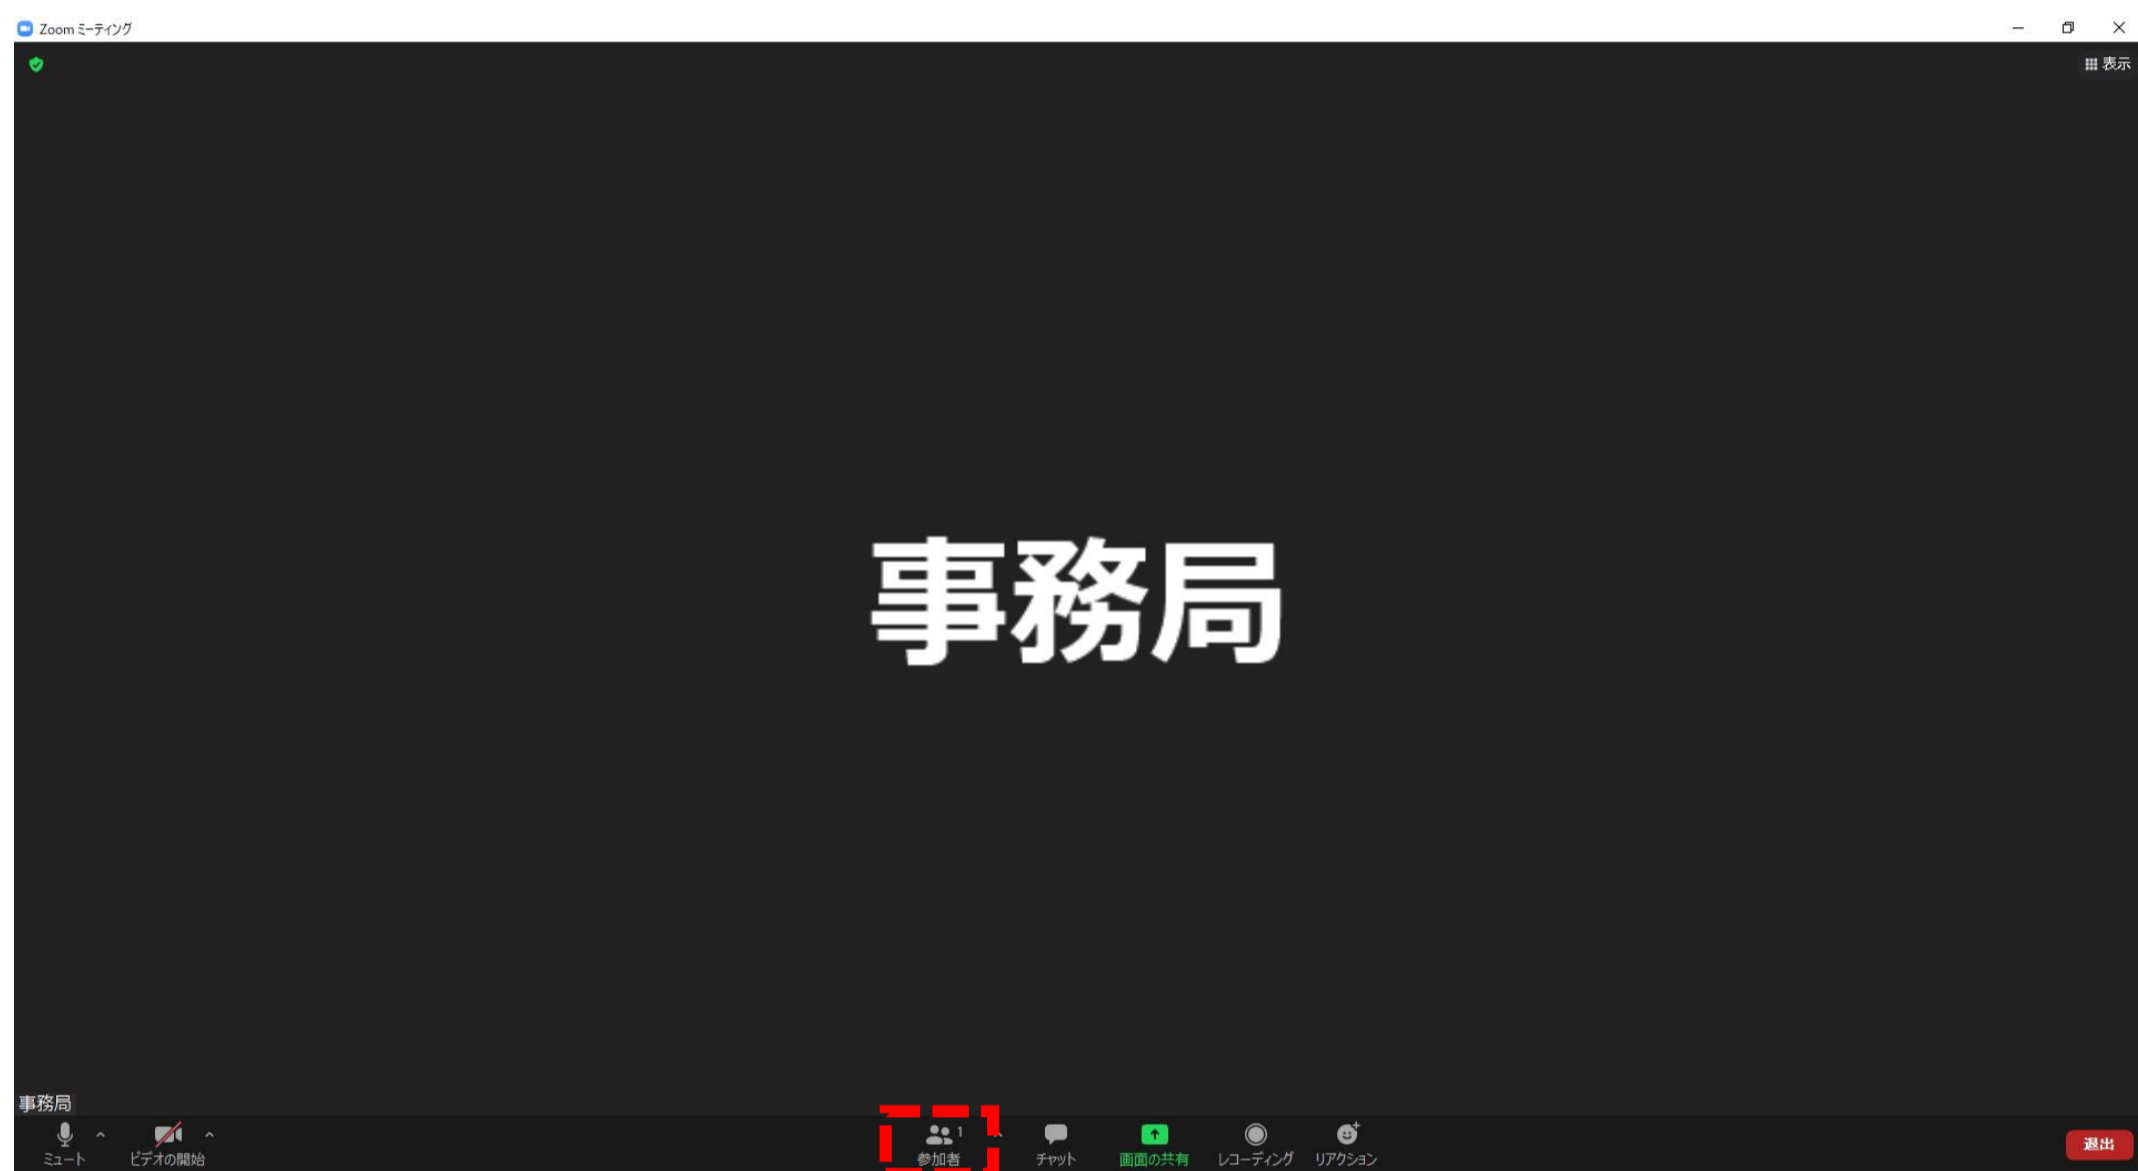 Zoom ミーティング
表示
事務局
事務局
ミュート
ビデオの開始
1
参加者
チャット
画面の共有
レコーディング
リアクション
退出